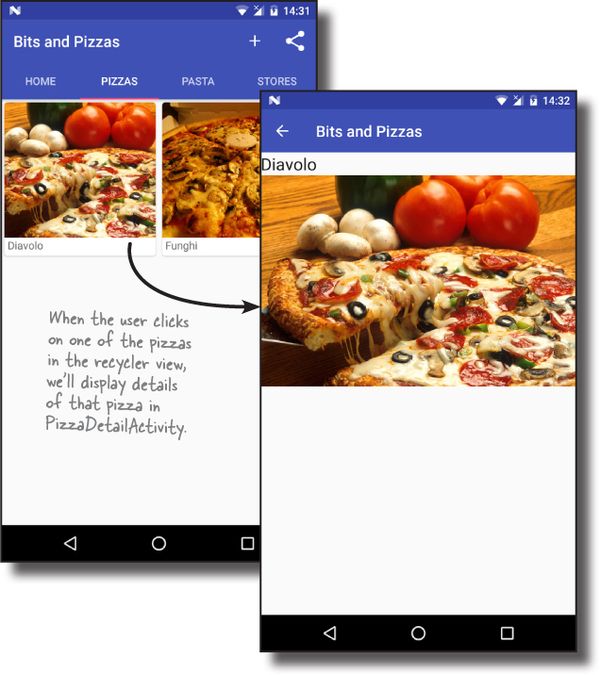 14:31
Bits and Pizzas
HOME PIZZAS PASTA STORES
Diavolo Funghi
When the user clicks
on one of the pizzas
in the recycler view,
we'll display details
of that pizza in
PizzaDetailActivity.
14:32
Bits and Pizzas
Diavolo